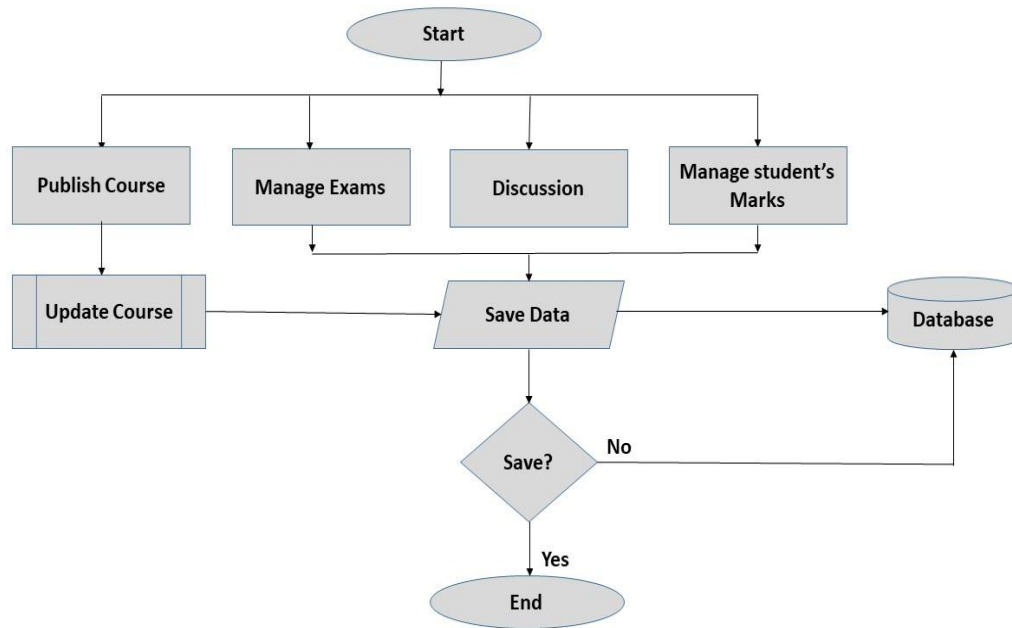 Start
Publish Course
Manage Exams
Discussion
Manage student's
Marks
Update Course
Save Data
Database
Save?
No
Yes
End